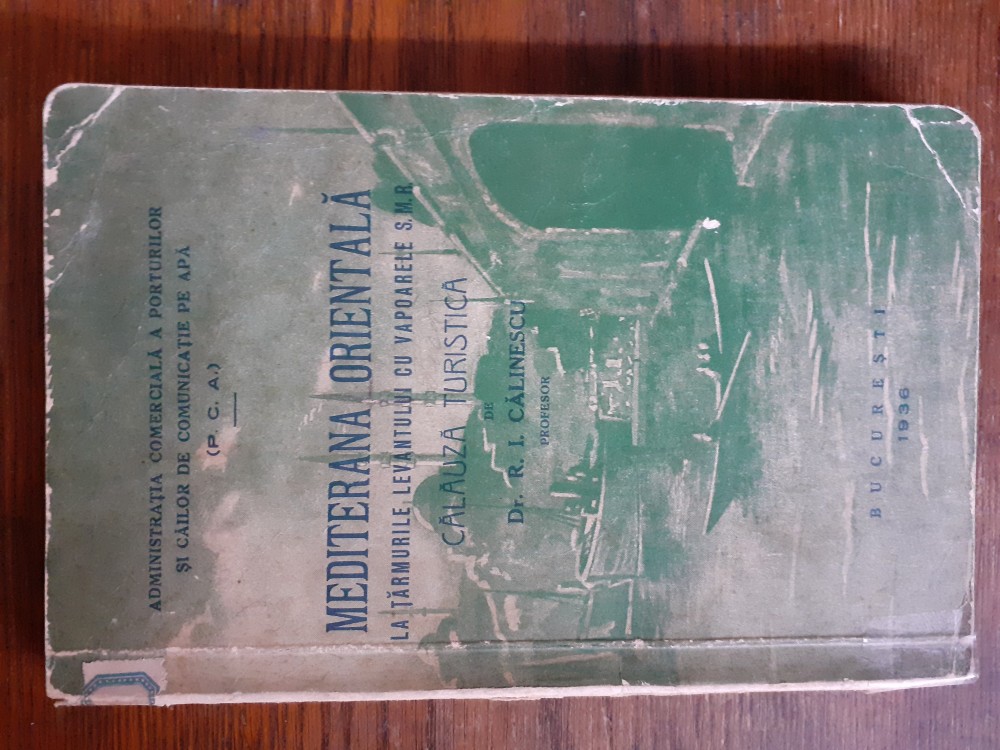 ADMINISTRAȚIA COMERCIALĂ A PORTURILOR
ȘI CĂILOR DE COMUNICAȚIE PE APĂ
(P. C. A.)
MEDITERANA ORIENTALĂ
LA ȚĂRMURILE LEVANTULUI CU VAPOARELE S.M.R.
CĂLĂUZĂ TURISTICĂ
DE
Dr. R. I. CĂLINESCU
PROFESOR
BUCUREȘTI
1936